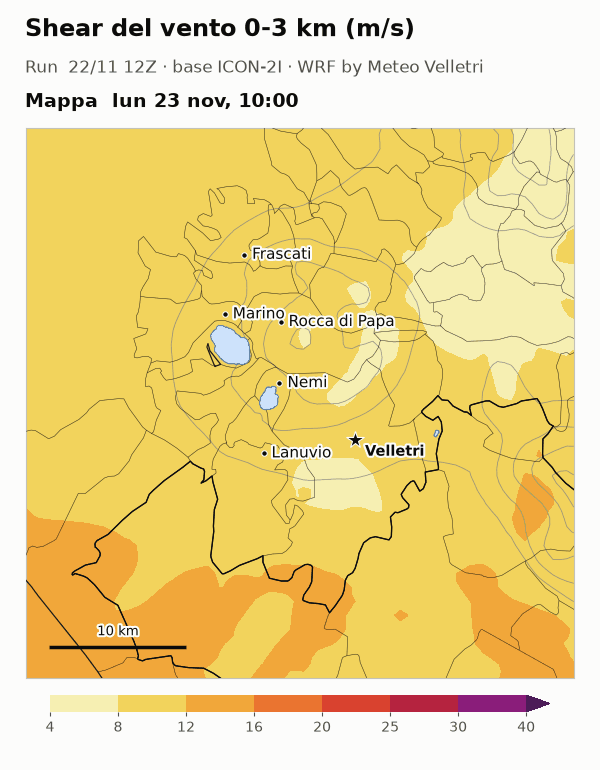 Shear del vento 0-3 km (m/s)
Run  22/11 12Z · base ICON-2I · WRF by Meteo Velletri
Mappa  lun 23 nov, 10:00
Frascati
Marino
Rocca di Papa
Nemi
Velletri
Lanuvio
10 km
4 8 12 16 20 25 30 40